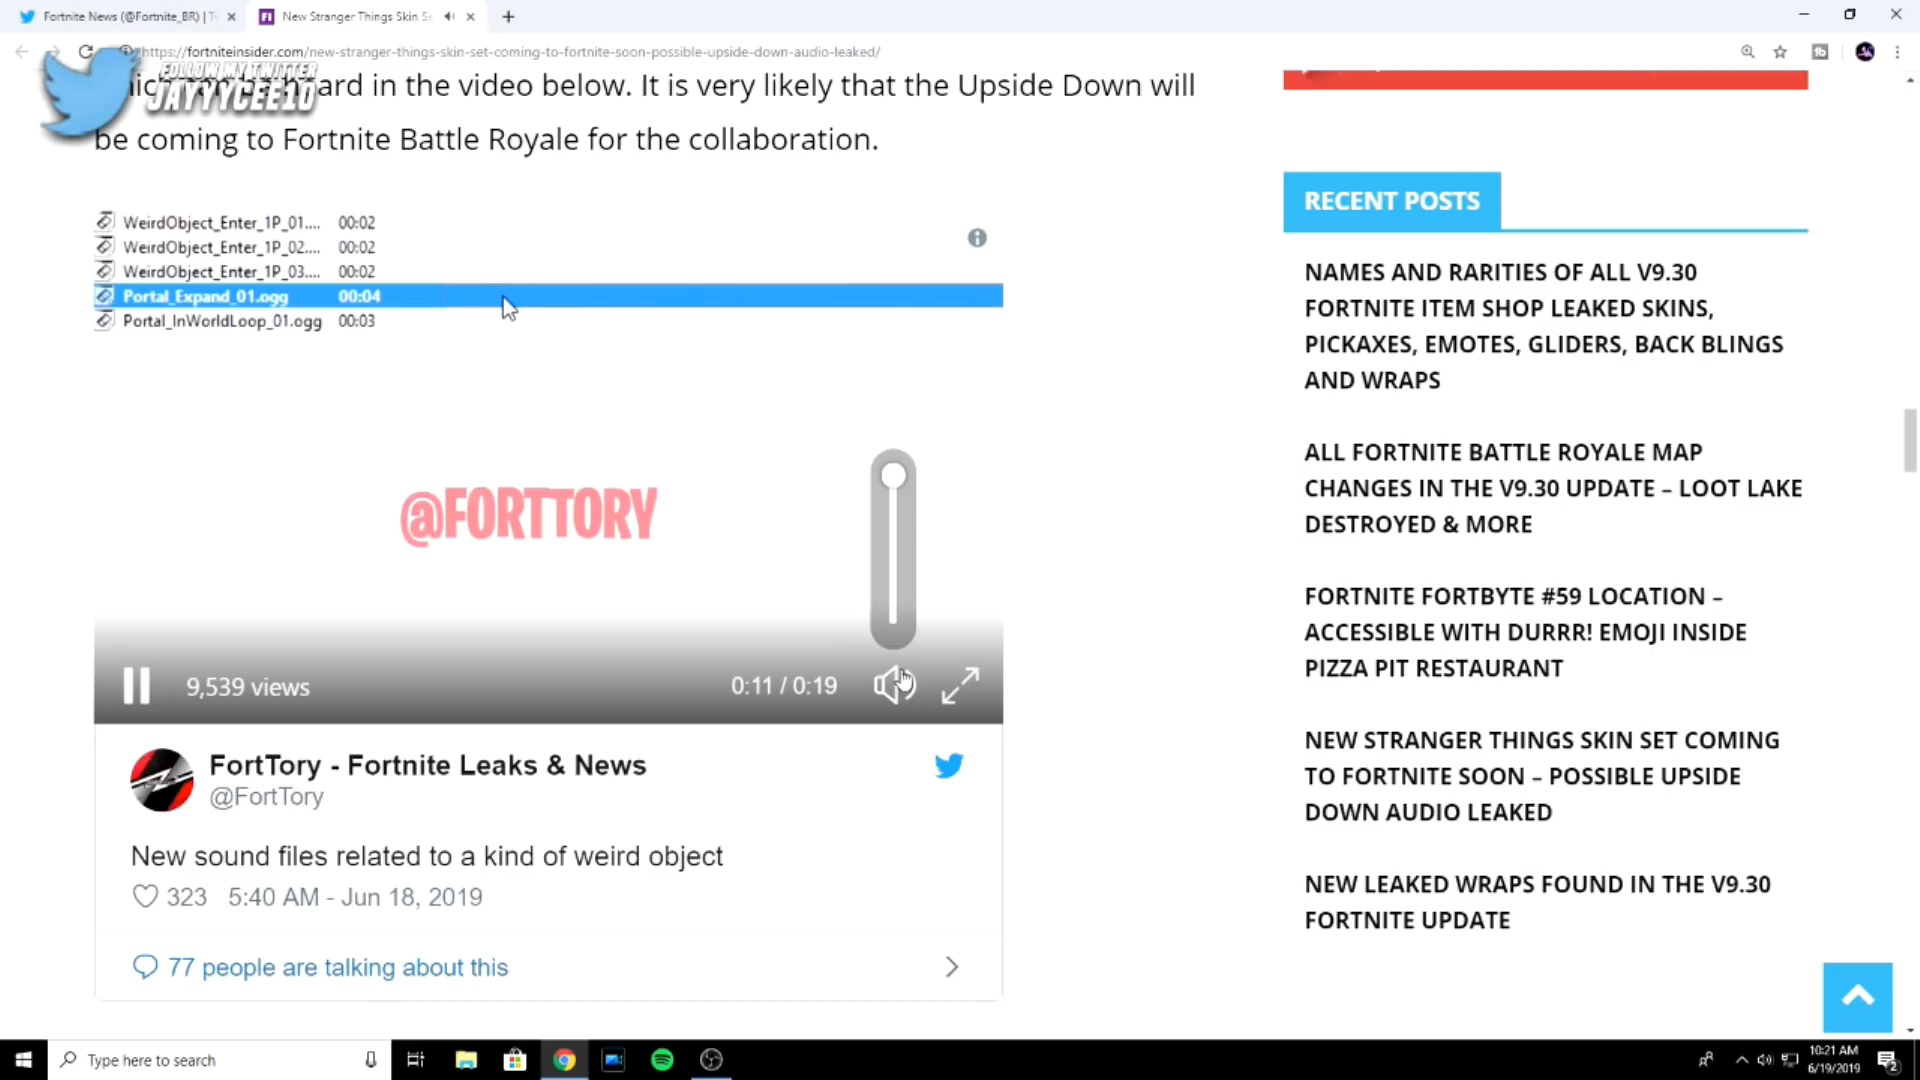 Fortnite News (@Fortnite_BR) | T
New Stranger Things Skin S
https://fortniteinsider.com/new-stranger-things-skin-set-coming-to-fortnite-soon-possible-upside-down-audio-leaked/
FOLLOW MY TWITTER
JAYYYCEE10
in the video below. It is very likely that the Upside Down will
be coming to Fortnite Battle Royale for the collaboration.
WeirdObject_Enter_1P_01.... 00:02
WeirdObject_Enter_1P_02.... 00:02
WeirdObject_Enter_1P_03.... 00:02
Portal_Expand_01.ogg 00:04
Portal_InWorldLoop_01.ogg 00:03
@FORTTORY
9,539 views
0:11 / 0:19
FortTory - Fortnite Leaks & News
@FortTory
New sound files related to a kind of weird object
323 5:40 AM - Jun 18, 2019
77 people are talking about this
RECENT POSTS
NAMES AND RARITIES OF ALL V9.30
FORTNITE ITEM SHOP LEAKED SKINS,
PICKAXES, EMOTES, GLIDERS, BACK BLINGS
AND WRAPS
ALL FORTNITE BATTLE ROYALE MAP
CHANGES IN THE V9.30 UPDATE – LOOT LAKE
DESTROYED & MORE
FORTNITE FORTBYTE #59 LOCATION –
ACCESSIBLE WITH DURRR! EMOJI INSIDE
PIZZA PIT RESTAURANT
NEW STRANGER THINGS SKIN SET COMING
TO FORTNITE SOON – POSSIBLE UPSIDE
DOWN AUDIO LEAKED
NEW LEAKED WRAPS FOUND IN THE V9.30
FORTNITE UPDATE
Type here to search
10:21 AM
6/19/2019
2